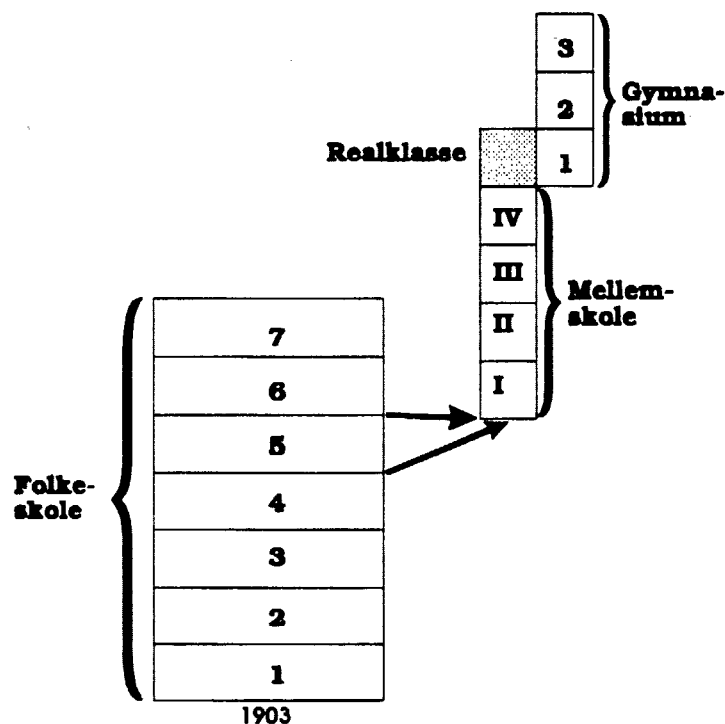 3
2
Gymna-
sium
Realklasse
1
IV
III
Mellem-
skole
II
I
7
6
5
Folke-
skole
4
3
2
1
1903